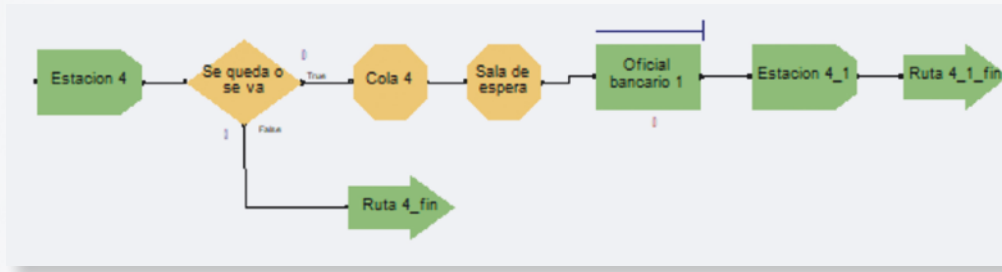 Estacion 4
Se queda o
se va
True
False
Cola 4
Sala de
espera
Oficial
bancario 1
Estacion 4_1
Ruta 4_1_fin
Ruta 4_fin